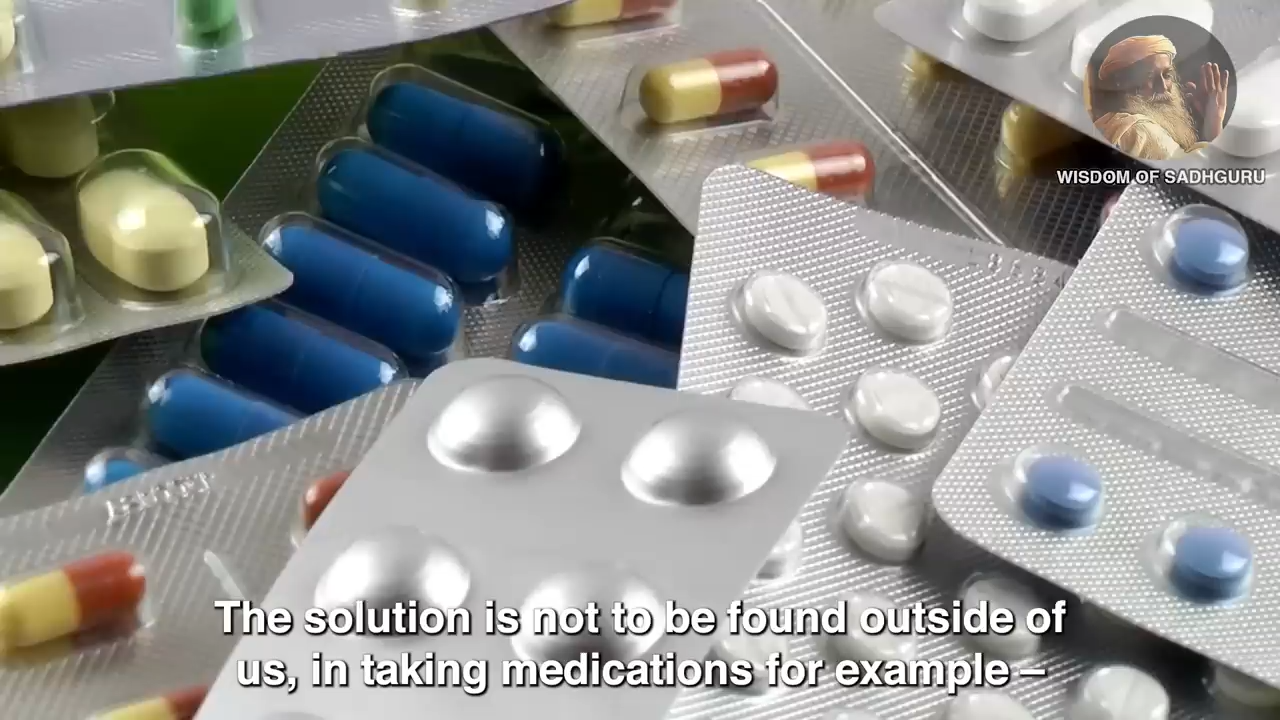 WISDOM OF SADHGURU
The solution is not to be found outside of
us, in taking medications for example –